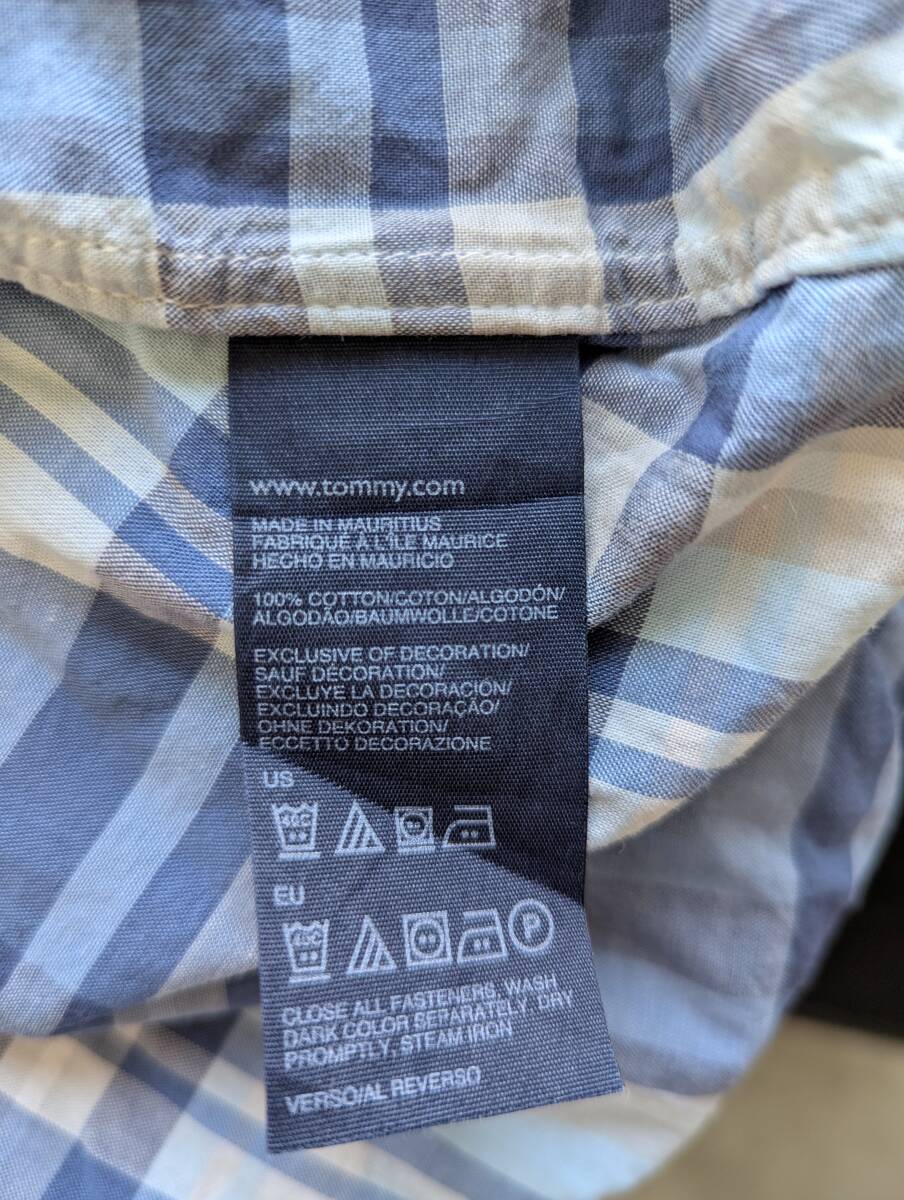 www.tommy.com
MADE IN MAURITIUS
FABRIQUÉ À L'ÎLE MAURICE
HECHO EN MAURICIO
100% COTTON/COTON/ALGODÓN/
ALGODÃO/BAUMWOLLE/COTONE
EXCLUSIVE OF DECORATION/
SAUF DÉCORATION/
EXCLUYE LA DECORACIÓN/
EXCLUINDO DECORAÇÃO/
OHNE DEKORATION/
ECCETTO DECORAZIONE
US
EU
P
CLOSE ALL FASTENERS, WASH
DARK COLOR SEPARATELY, DRY
PROMPTLY, STEAM IRON
VERSO/AL REVERSO